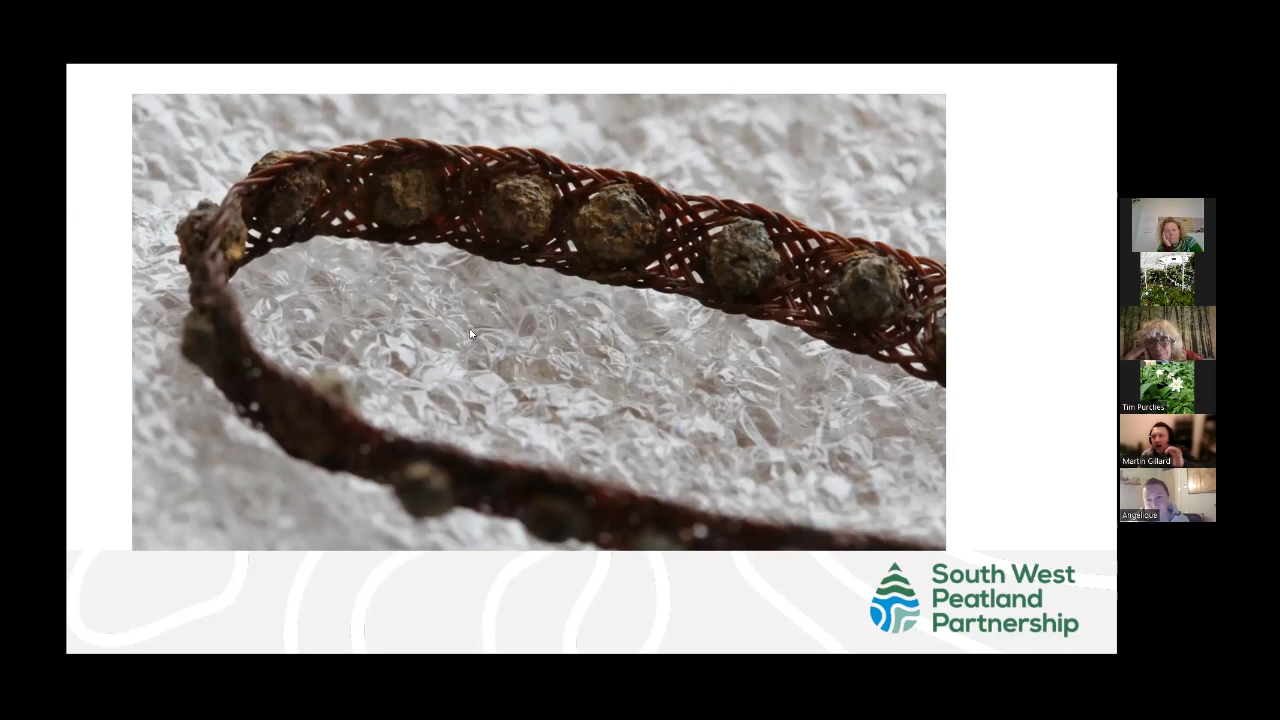 South West
Peatland
Partnership
Tim Purches
Martin Gillard
Angelique